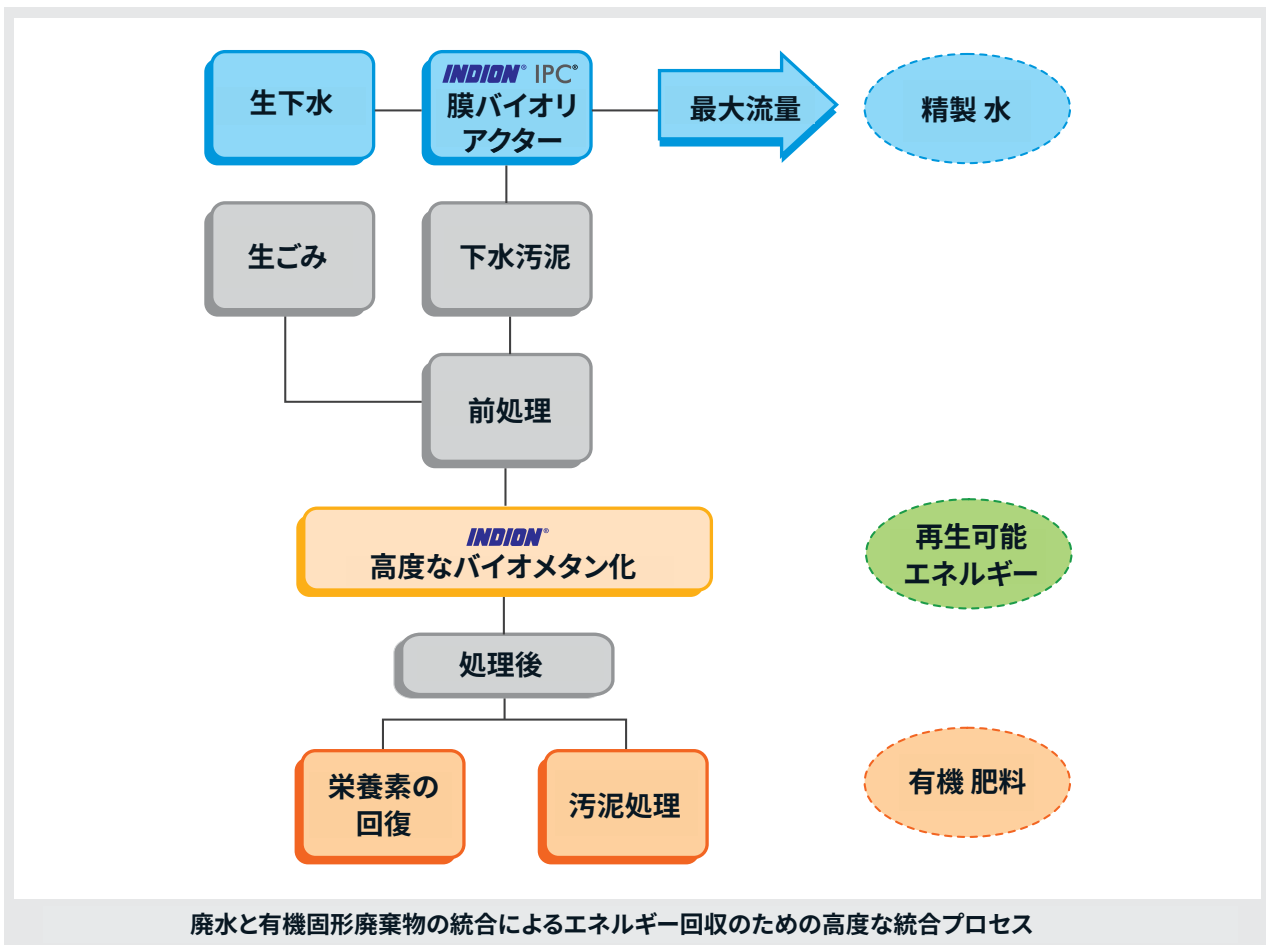 生下水
INDION® IPC®
膜バイオリ
アクター
最大流量
精製 水
生ごみ
下水汚泥
前処理
INDION®
高度なバイオメタン化
再生可能
エネルギー
処理後
栄養素の
回復
汚泥処理
有機 肥料
廃水と有機固形廃棄物の統合によるエネルギー回収のための高度な統合プロセス